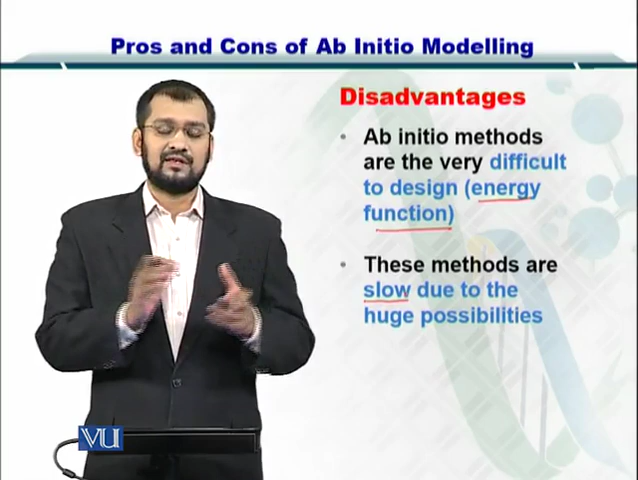 Pros and Cons of Ab Initio Modelling
Disadvantages
• Ab initio methods
are the very difficult
to design (energy
function)
• These methods are
slow due to the
huge possibilities
VU